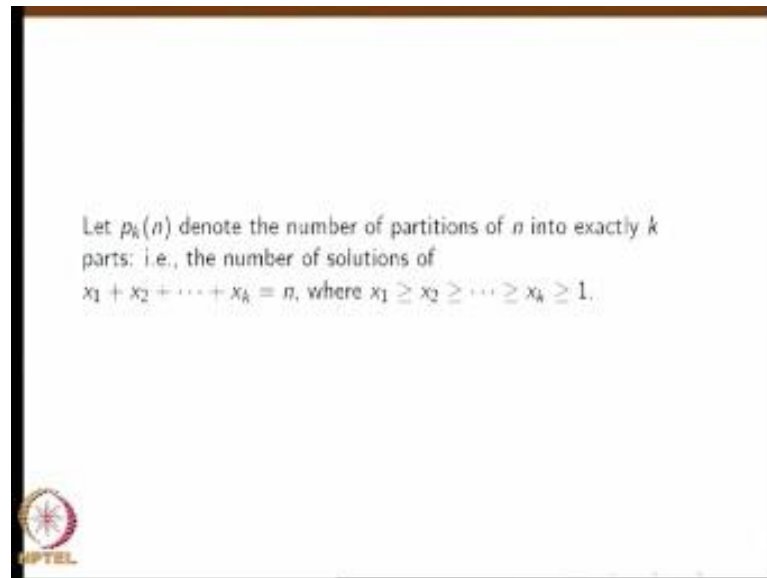 Let pₖ(n) denote the number of partitions of n into exactly k
parts: i.e., the number of solutions of
x₁ + x₂ + ⋯ + xₖ = n, where x₁ ≥ x₂ ≥ ⋯ ≥ xₖ ≥ 1.
NPTEL